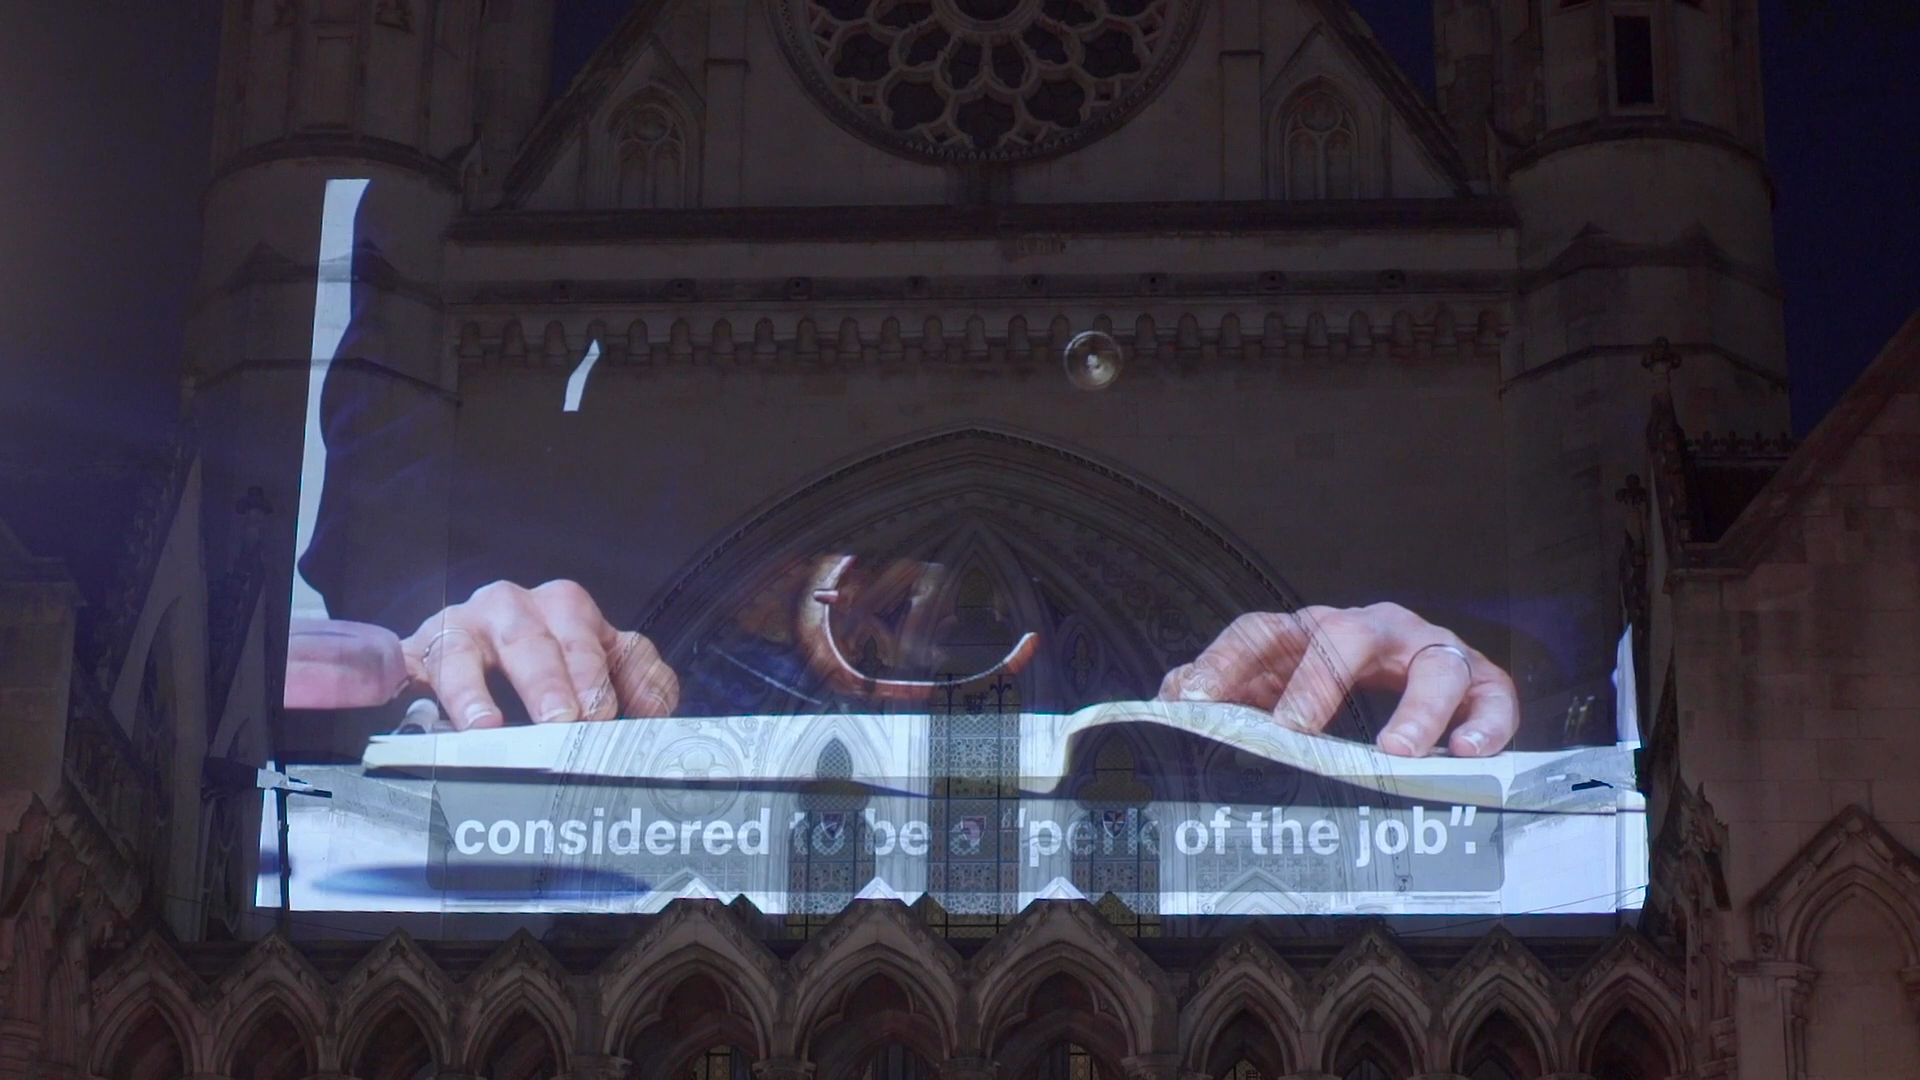 considered to be a "perk of the job".